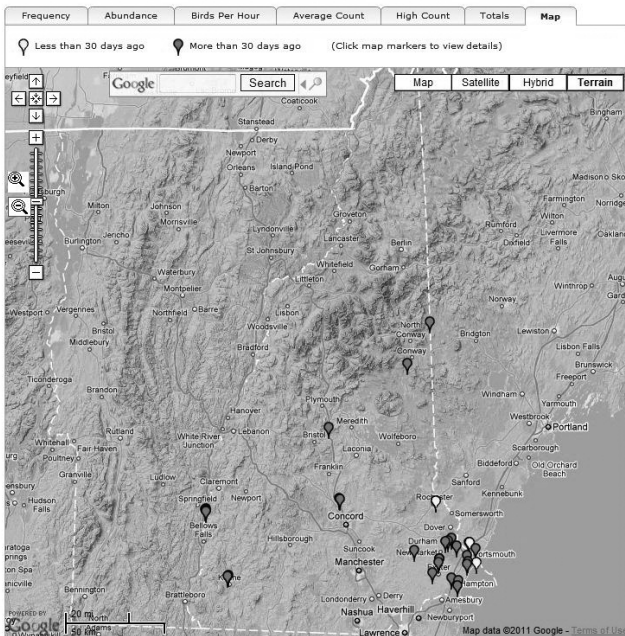 Frequency Abundance Birds Per Hour Average Count High Count Totals Map
Less than 30 days ago More than 30 days ago (Click map markers to view details)
Google Search Map Satellite Hybrid Terrain
Coaticook
Stanstead
Bingham
Derby
Newport
Orleans Island Pond
Barton
Madison
Milton Johnson Farmington
Morrisville Groveton Wilton
Jericho Lyndonville Rumford Livermore Falls
Burlington Lancaster Berlin Dixfield
St Johnsbury
Waterbury Whitefield Gorham
Montpelier Littleton Winthrop
Westport Vergennes Northfield Barre Lisbon Norway
Bristol Woodsville North Conway Bridgton Lewiston
Middlebury Bradford Conway Lisbon Falls
Brunswick
Ticonderoga Freeport
Brandon Plymouth Windham Yarmouth
Hanover Meredith Westbrook
Rutland White River Junction Lebanon Bristol Wolfeboro Portland
Whitehall Fair Haven Laconia Scarborough
Poultney Biddeford Old Orchard Beach
Granville Ludlow Claremont Franklin Sanford
Springfield Newport Kennebunk
Hudson Falls Rochester
Bellows Falls Concord Somersworth
Hillsborough Dover
Suncook Durham
Manchester
Hampton
Bennington Brattleboro Londonderry Derry Amesbury
Nashua Haverhill Newburyport
Lawrence
POWERED BY Google
20 mi
50 km
North Adams
Map data ©2011 Google - Terms of Us